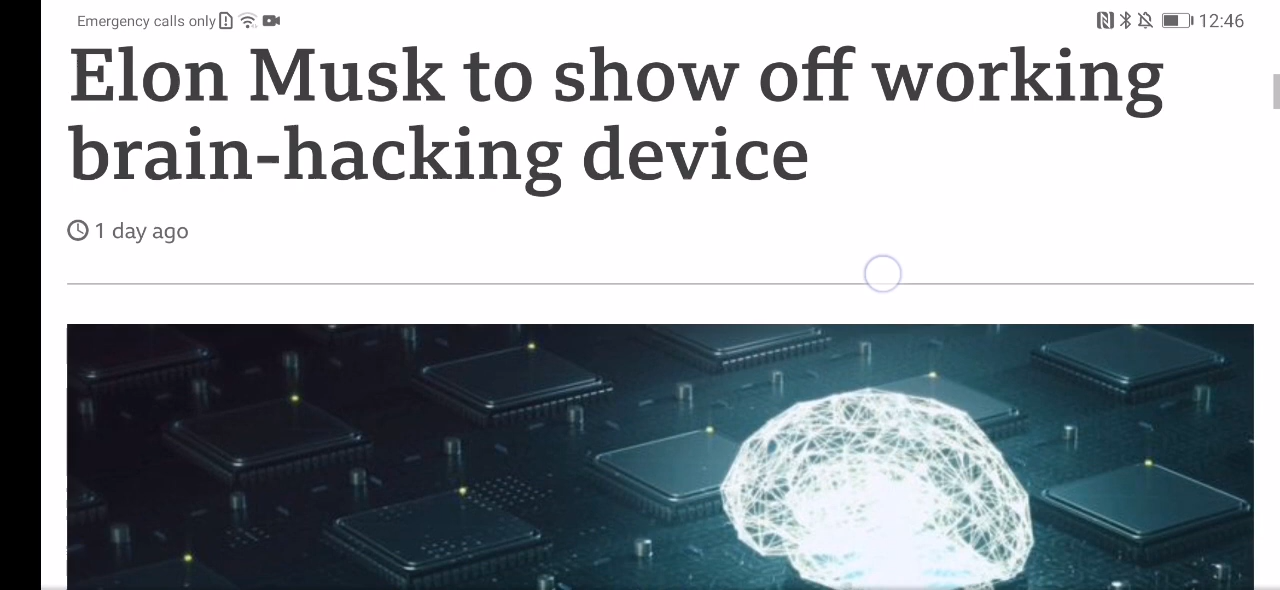 Emergency calls only
12:46
Elon Musk to show off working
brain-hacking device
1 day ago